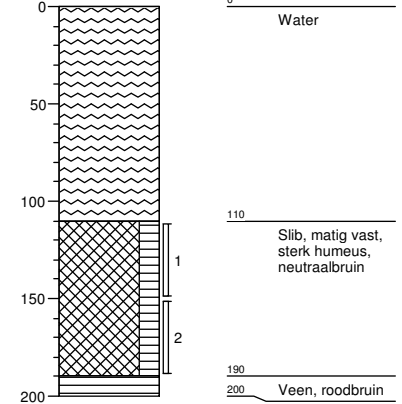 0
0
Water
50
100
110
Slib, matig vast,
sterk humeus,
neutraalbruin
1
150
2
190
200
200
Veen, roodbruin